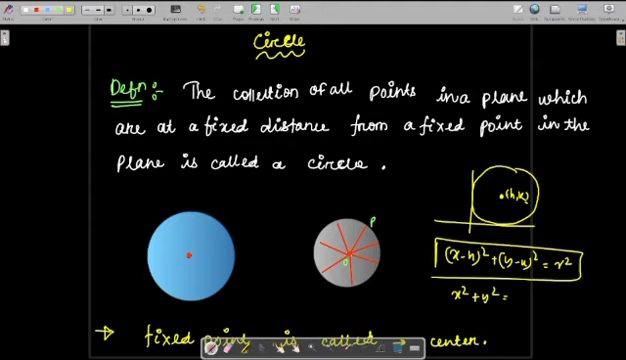 Circle
Defn:- The collection of all points in a plane which
are at a fixed distance from a fixed point in the
plane is called a circle.
(h,k)
P
O
(x-h)²+(y-k)² = r²
x²+y² =
→ fixed point is called → center.